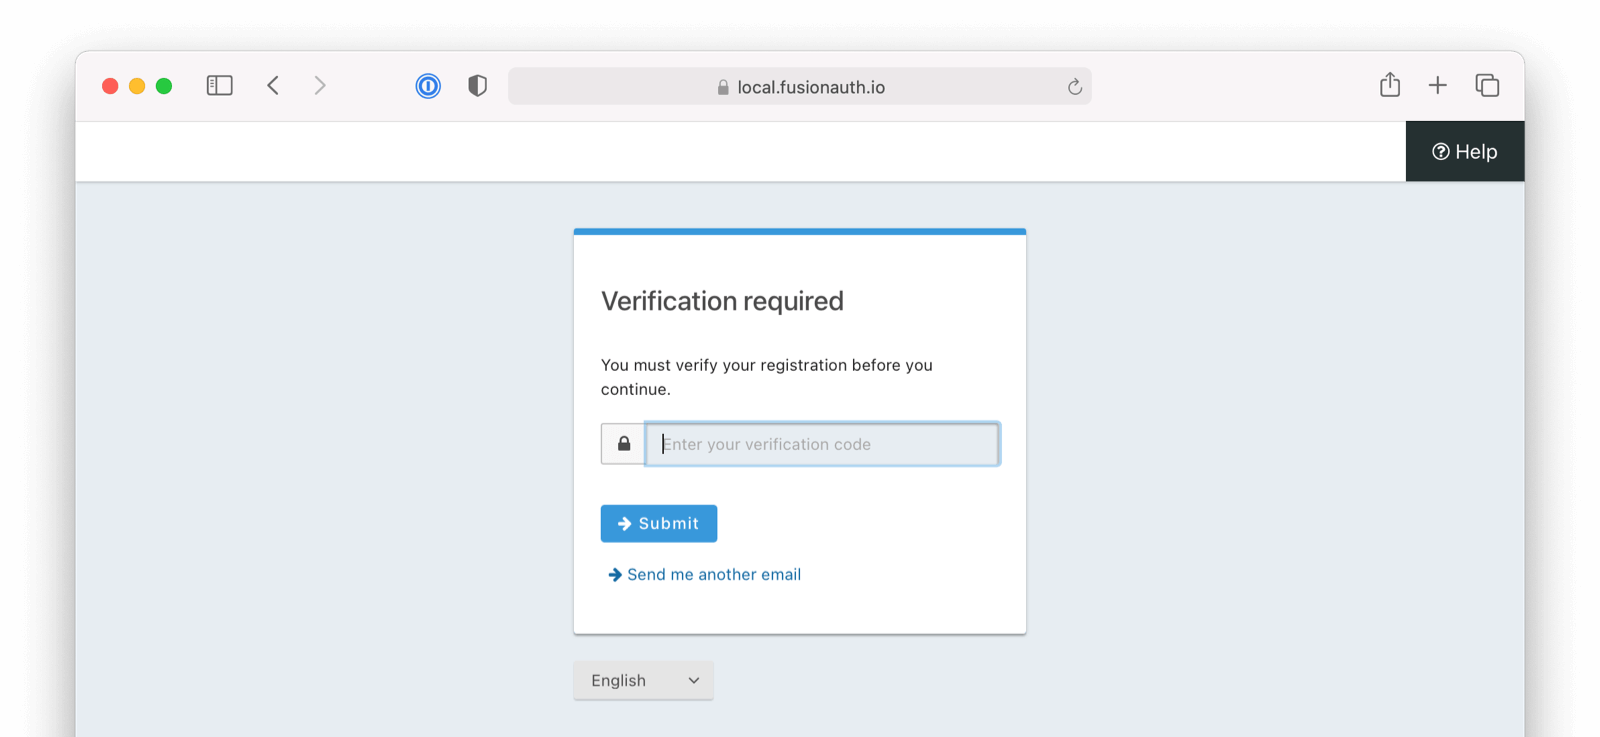 local.fusionauth.io
Help
Verification required
You must verify your registration before you
continue.
Enter your verification code
Submit
Send me another email
English